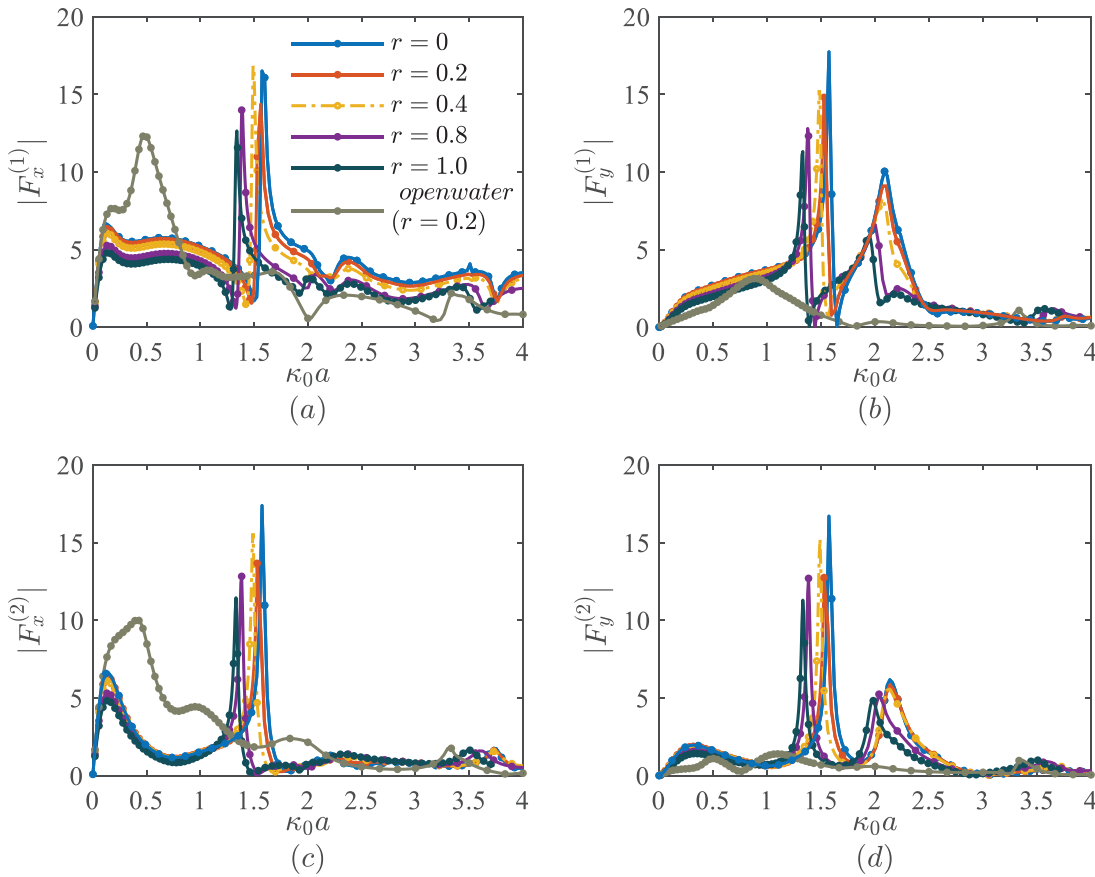 20
15
10
5
0
|F_x^{(1)}|
r = 0
r = 0.2
r = 0.4
r = 0.8
r = 1.0
openwater
(r = 0.2)
0 0.5 1 1.5 2 2.5 3 3.5 4
κ₀a
(a)
20
15
10
5
0
|F_y^{(1)}|
0 0.5 1 1.5 2 2.5 3 3.5 4
κ₀a
(b)
20
15
10
5
0
|F_x^{(2)}|
0 0.5 1 1.5 2 2.5 3 3.5 4
κ₀a
(c)
20
15
10
5
0
|F_y^{(2)}|
0 0.5 1 1.5 2 2.5 3 3.5 4
κ₀a
(d)